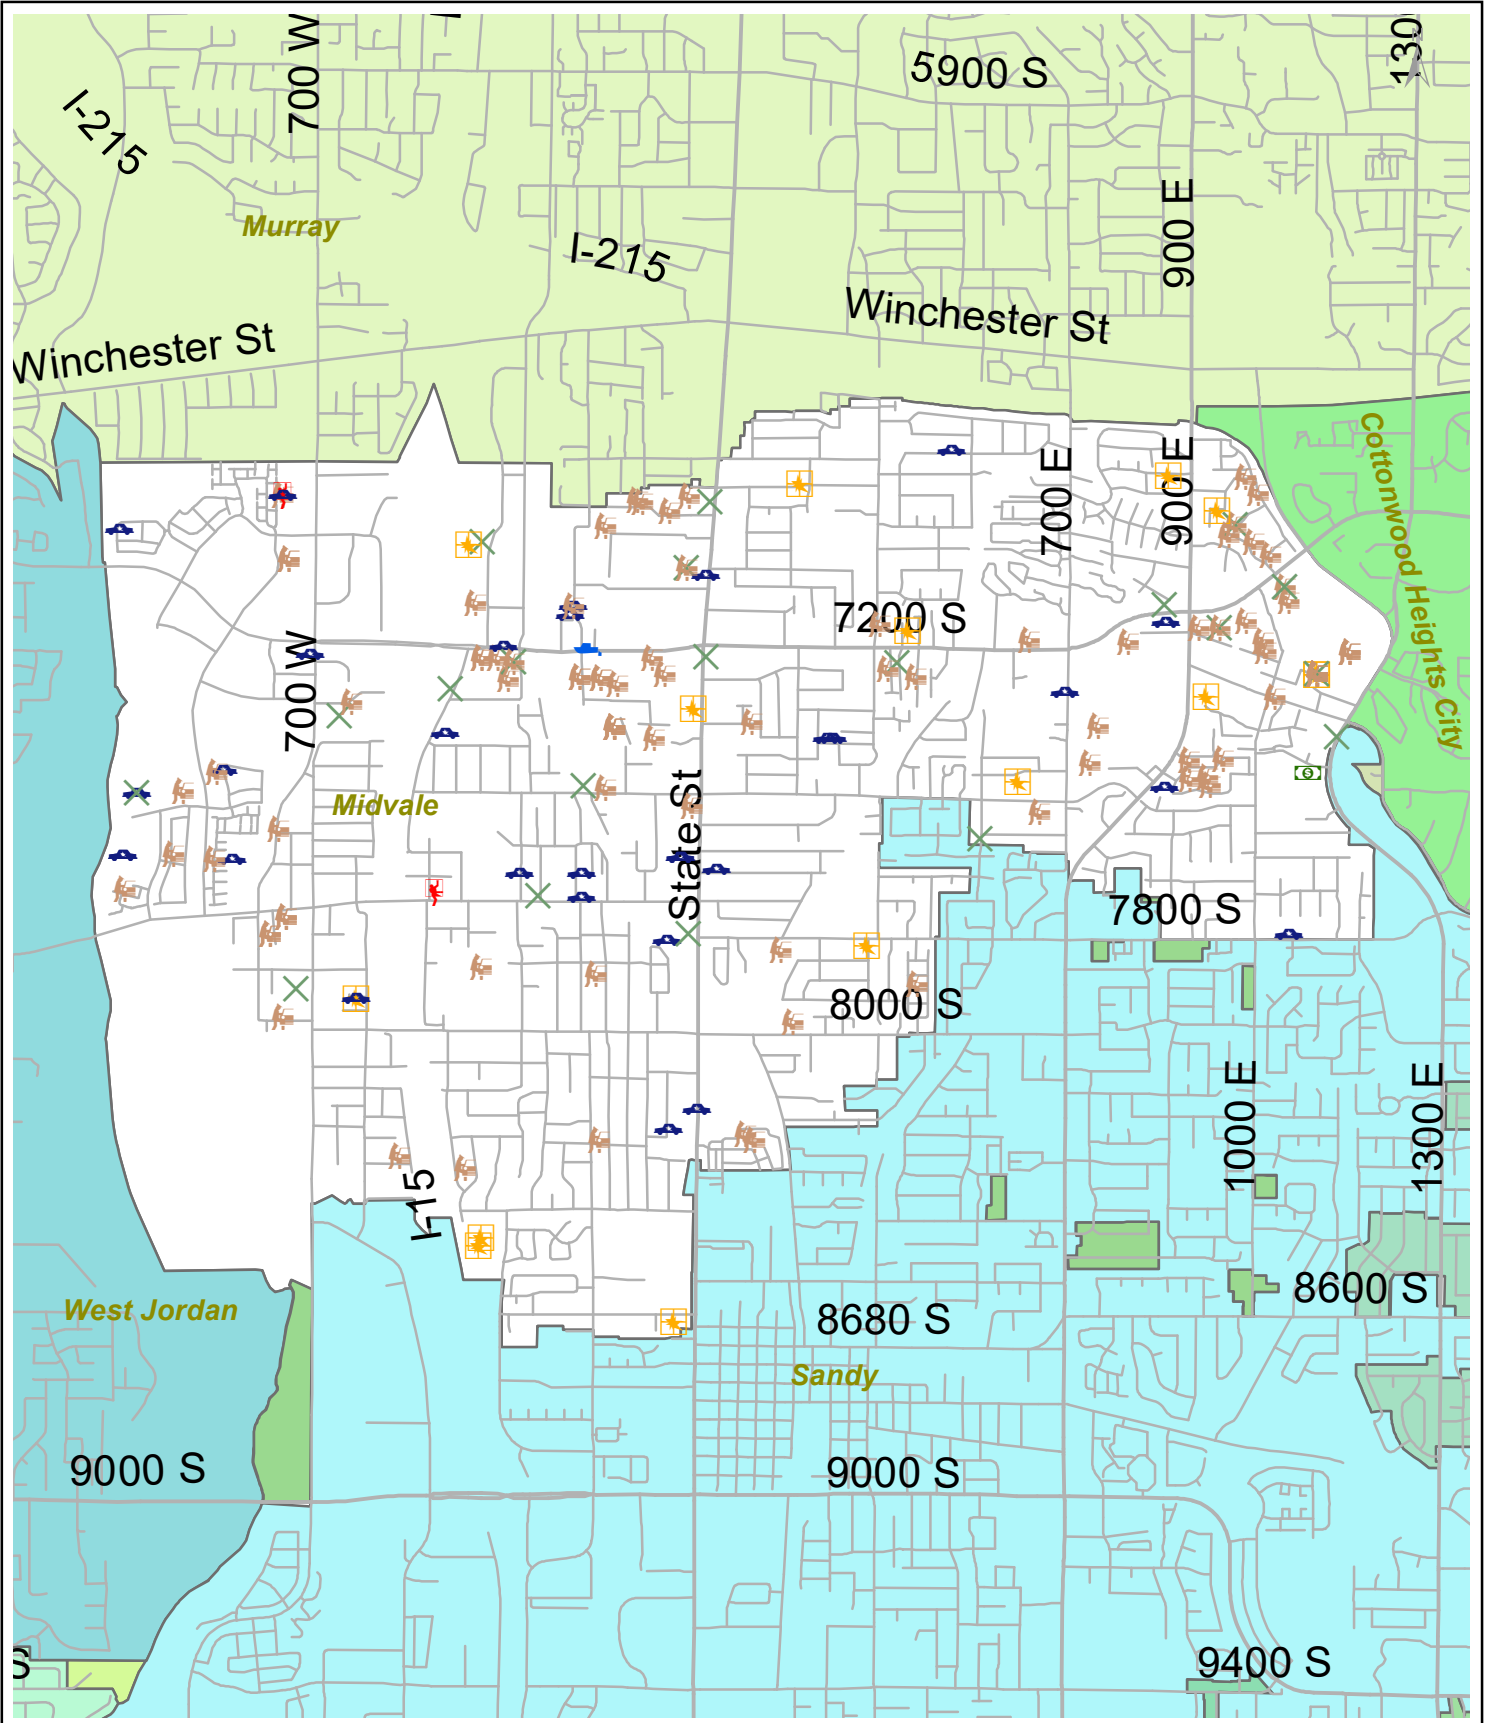 700 W
130
5900 S
I-215
900 E
Murray
I-215
Winchester St
Winchester St
Cottonwood Heights City
700 E
900 E
7200 S
700 W
Midvale
State St
7800 S
8000 S
1000 E
1300 E
I-15
8600 S
West Jordan
8680 S
Sandy
9000 S
9000 S
9400 S
S